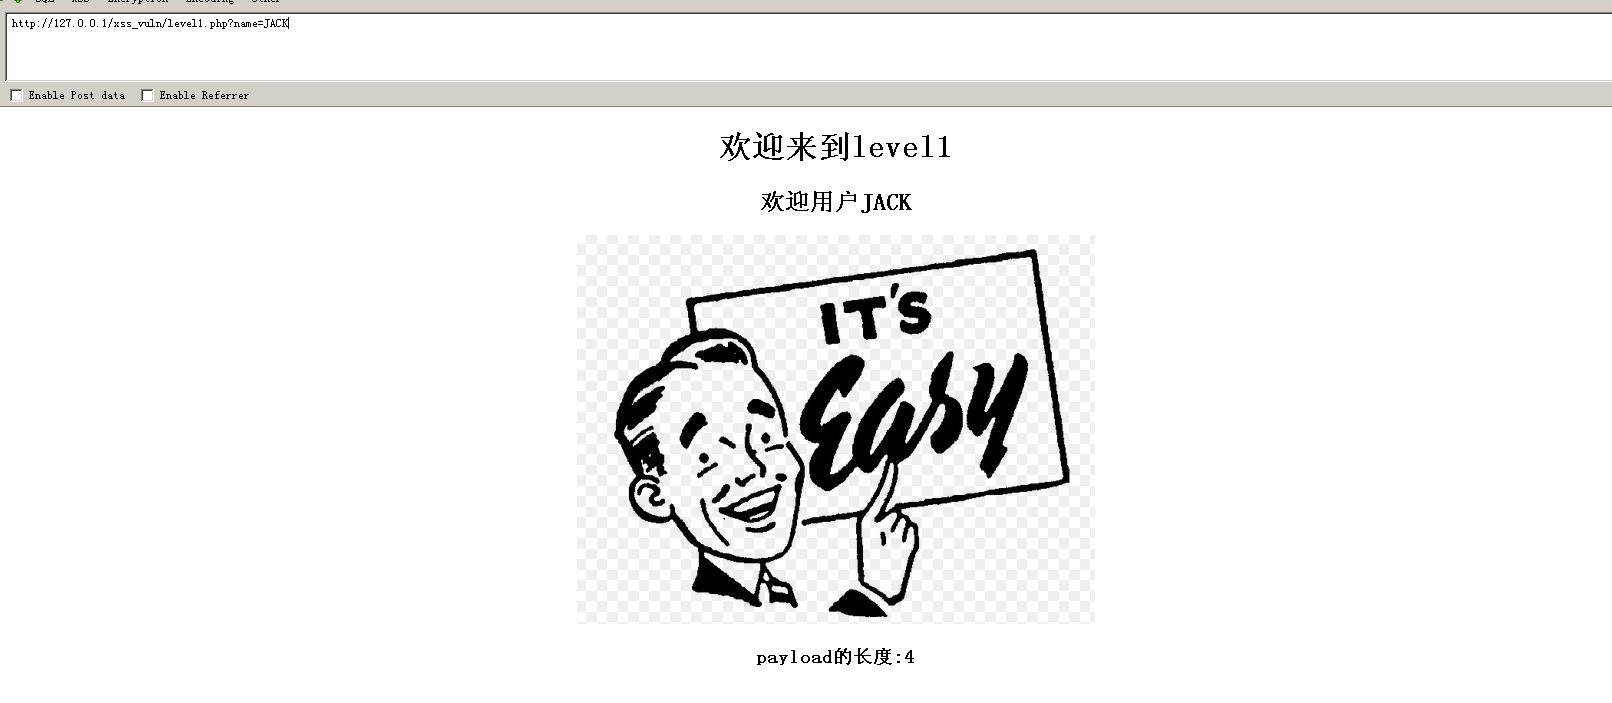 SQL XSS Encryption Encoding Other
http://127.0.0.1/xss_vuln/level1.php?name=JACK
Enable Post data Enable Referrer
欢迎来到level1
欢迎用户JACK
IT'S
Easy
payload的长度:4